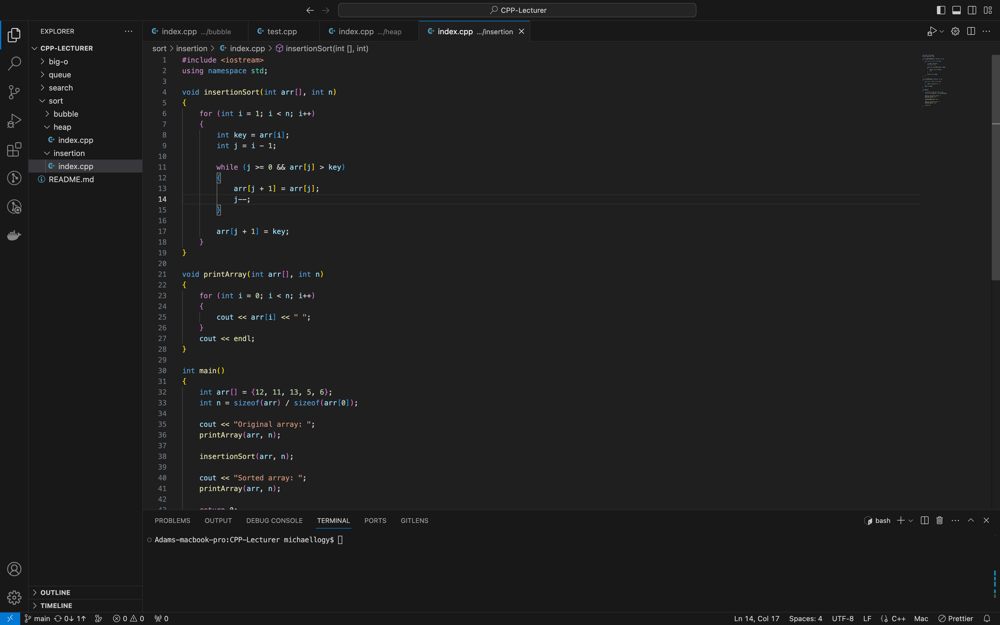 CPP-Lecturer
EXPLORER
CPP-LECTURER
big-o
queue
search
sort
bubble
heap
index.cpp
insertion
index.cpp
README.md
OUTLINE
TIMELINE
index.cpp .../bubble
test.cpp
index.cpp .../heap
index.cpp .../insertion
sort > insertion > index.cpp > insertionSort(int [], int)
1 #include <iostream>
2 using namespace std;
3
4 void insertionSort(int arr[], int n)
5 {
6     for (int i = 1; i < n; i++)
7     {
8         int key = arr[i];
9         int j = i - 1;
10
11         while (j >= 0 && arr[j] > key)
12         {
13             arr[j + 1] = arr[j];
14             j--;
15         }
16
17         arr[j + 1] = key;
18     }
19 }
20
21 void printArray(int arr[], int n)
22 {
23     for (int i = 0; i < n; i++)
24     {
25         cout << arr[i] << " ";
26     }
27     cout << endl;
28 }
29
30 int main()
31 {
32     int arr[] = {12, 11, 13, 5, 6};
33     int n = sizeof(arr) / sizeof(arr[0]);
34
35     cout << "Original array: ";
36     printArray(arr, n);
37
38     insertionSort(arr, n);
39
40     cout << "Sorted array: ";
41     printArray(arr, n);
42
43     return 0;
PROBLEMS OUTPUT DEBUG CONSOLE TERMINAL PORTS GITLENS
bash
Adams-macbook-pro:CPP-Lecturer michaellogy$
main 0↓ 1↑ 0 0 0
Ln 14, Col 17 Spaces: 4 UTF-8 LF C++ Mac Prettier